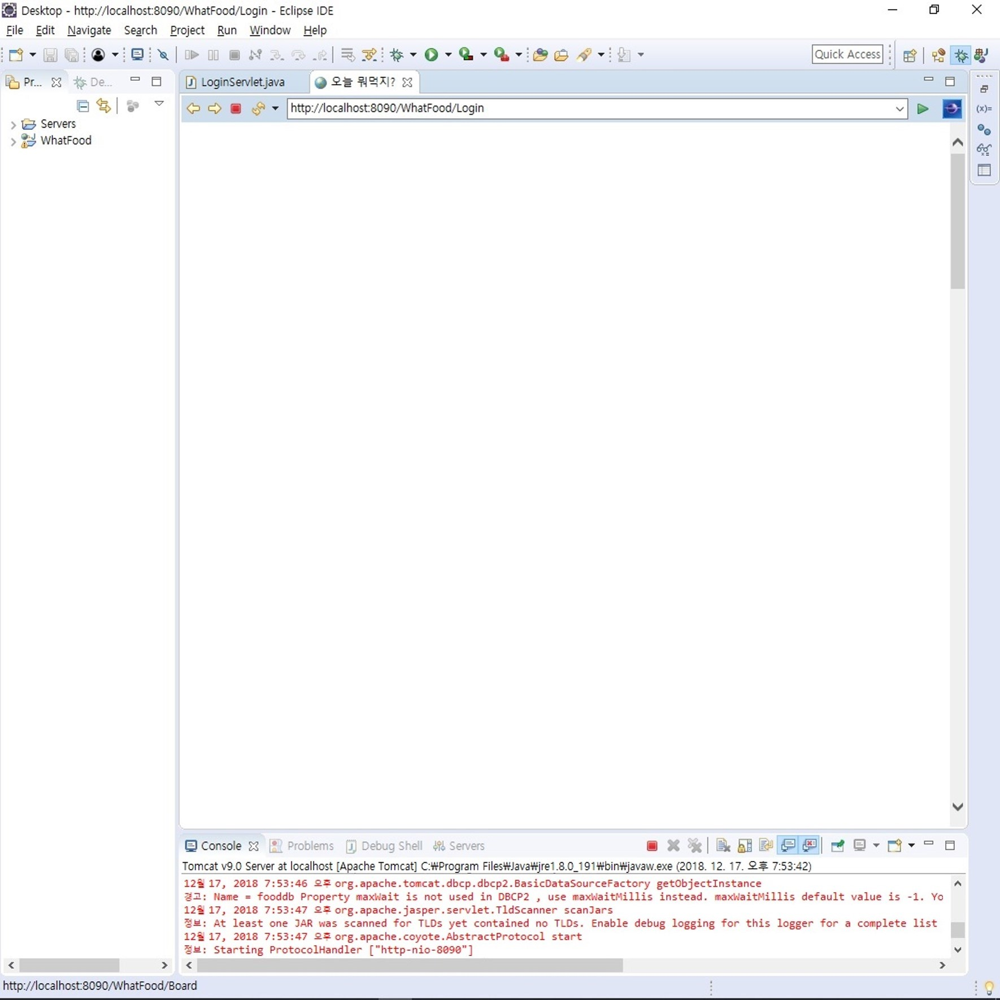 Desktop - http://localhost:8090/WhatFood/Login - Eclipse IDE
File Edit Navigate Search Project Run Window Help
Quick Access
Pr... De...
LoginServlet.java 오늘 뭐먹지?
http://localhost:8090/WhatFood/Login
(x)=
Servers
WhatFood
Console Problems Debug Shell Servers
Tomcat v9.0 Server at localhost [Apache Tomcat] C:₩Program Files₩Java₩jre1.8.0_191₩bin₩javaw.exe (2018. 12. 17. 오후 7:53:42)
12월 17, 2018 7:53:46 오후 org.apache.tomcat.dbcp.dbcp2.BasicDataSourceFactory getObjectInstance
경고: Name = fooddb Property maxWait is not used in DBCP2 , use maxWaitMillis instead. maxWaitMillis default value is -1. Yo
12월 17, 2018 7:53:47 오후 org.apache.jasper.servlet.TldScanner scanJars
정보: At least one JAR was scanned for TLDs yet contained no TLDs. Enable debug logging for this logger for a complete list
12월 17, 2018 7:53:47 오후 org.apache.coyote.AbstractProtocol start
정보: Starting ProtocolHandler ["http-nio-8090"]
http://localhost:8090/WhatFood/Board